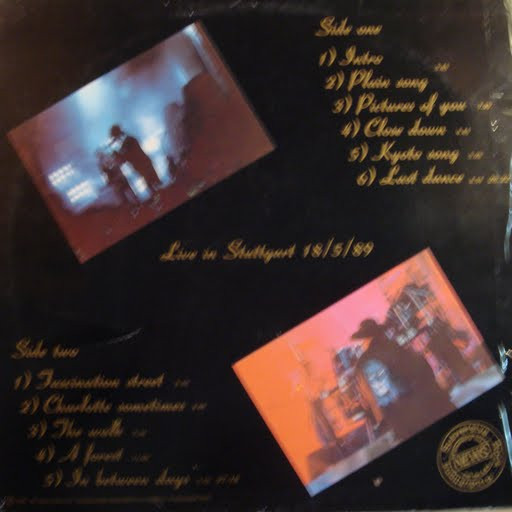 Side one
1) Intro
2) Plain song
3) Pictures of you
4) Close down
5) Kyoto song
6) Last dance
Live in Stuttgart 18/5/89
Side two
1) Fascination street
2) Charlotte sometimes
3) The walk
4) A forest
5) In between days